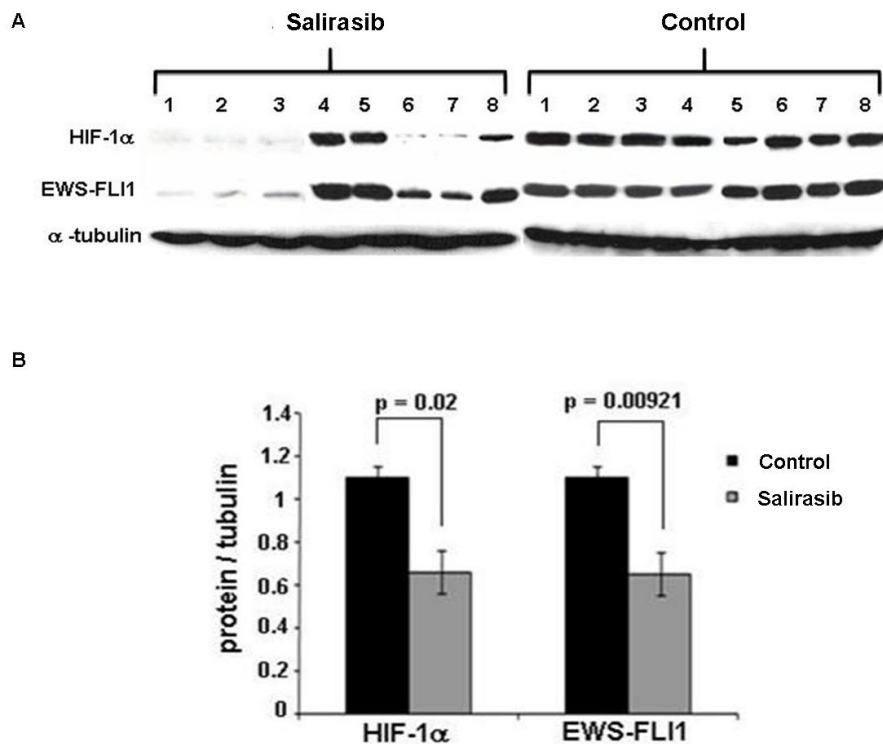 A
Salirasib Control
1 2 3 4 5 6 7 8 1 2 3 4 5 6 7 8
HIF-1α
EWS-FLI1
α -tubulin
B
p = 0.02 p = 0.00921
1.4
1.2
1
0.8
0.6
0.4
0.2
0
protein / tubulin
Control
Salirasib
HIF-1α EWS-FLI1